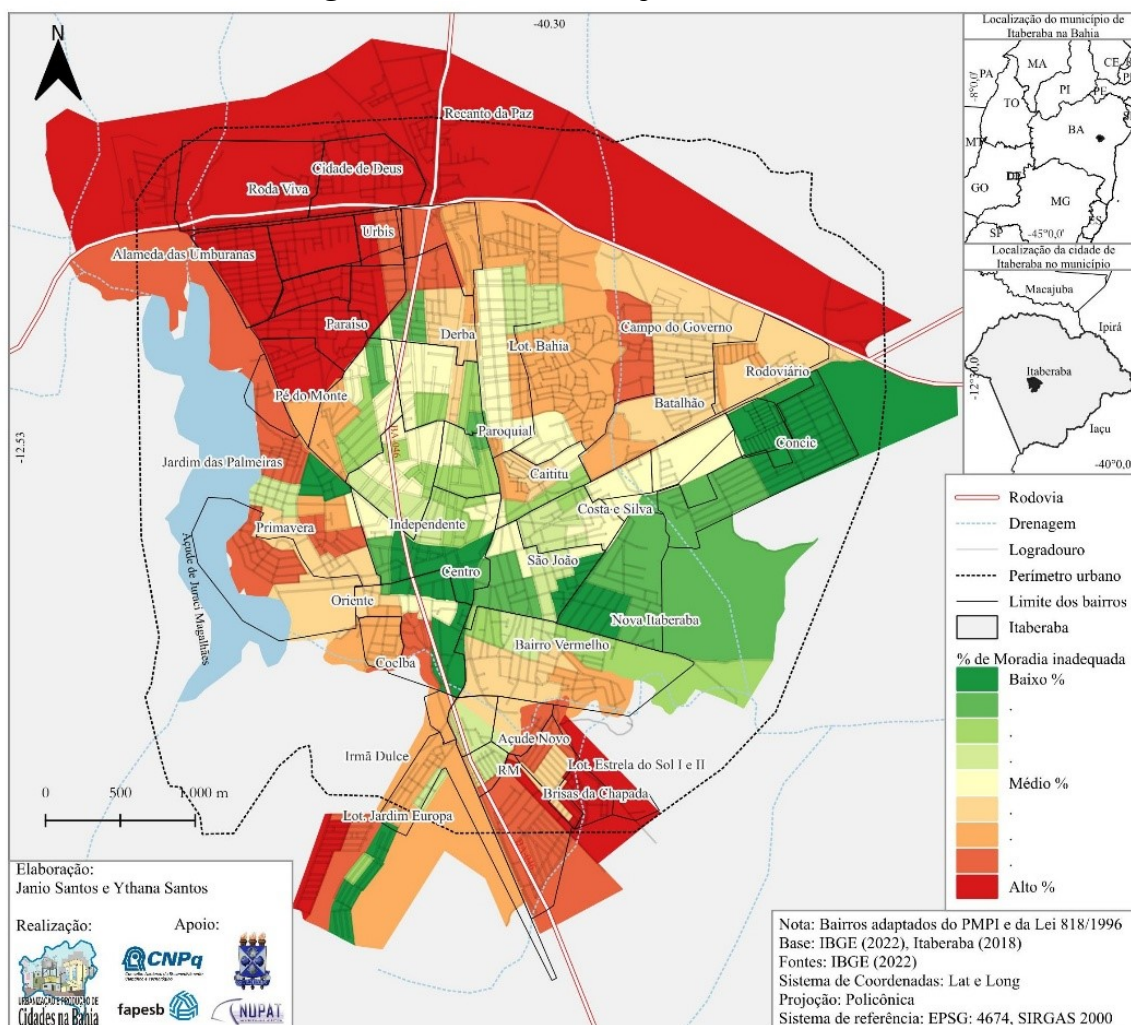 -40.30
N
Recanto da Paz
Cidade de Deus
Roda Viva
Urbis
Alameda das Umburanas
Paraíso
Derba
Lot. Bahia
Campo do Governo
Rodoviário
Pé do Monte
Batalhão
BA 046
Paroquial
Concic
Jardim das Palmeiras
Caititu
Costa e Silva
Primavera
Independente
São João
Centro
Oriente
Nova Itaberaba
Bairro Vermelho
Açude de Juraci Magalhães
Açude Novo
Irmã Dulce
RM
Lot. Estrela do Sol I e II
Brisas da Chapada
Lot. Jardim Europa
-12.53
0 500 1.000 m
Localização do município de
Itaberaba na Bahia
-8°0,0'
MA
CE
PA
PI
PE
TO
BA
MT
DF
GO
MG
ES
SP
-45°0,0'
Localização da cidade de
Itaberaba no município
Macajuba
Ipirá
Itaberaba
Iaçu
-40°0,0'
Rodovia
Drenagem
Logradouro
Perímetro urbano
Limite dos bairros
Itaberaba
% de Moradia inadequada
Baixo %
.
.
.
Médio %
.
.
.
Alto %
Elaboração:
Janio Santos e Ythana Santos
Realização:
Apoio:
URBANIZAÇÃO E PRODUÇÃO DE
Cidades na Bahia
CNPq
fapesb
NUPAT
Nota: Bairros adaptados do PMPI e da Lei 818/1996
Base: IBGE (2022), Itaberaba (2018)
Fontes: IBGE (2022)
Sistema de Coordenadas: Lat e Long
Projeção: Policônica
Sistema de referência: EPSG: 4674, SIRGAS 2000